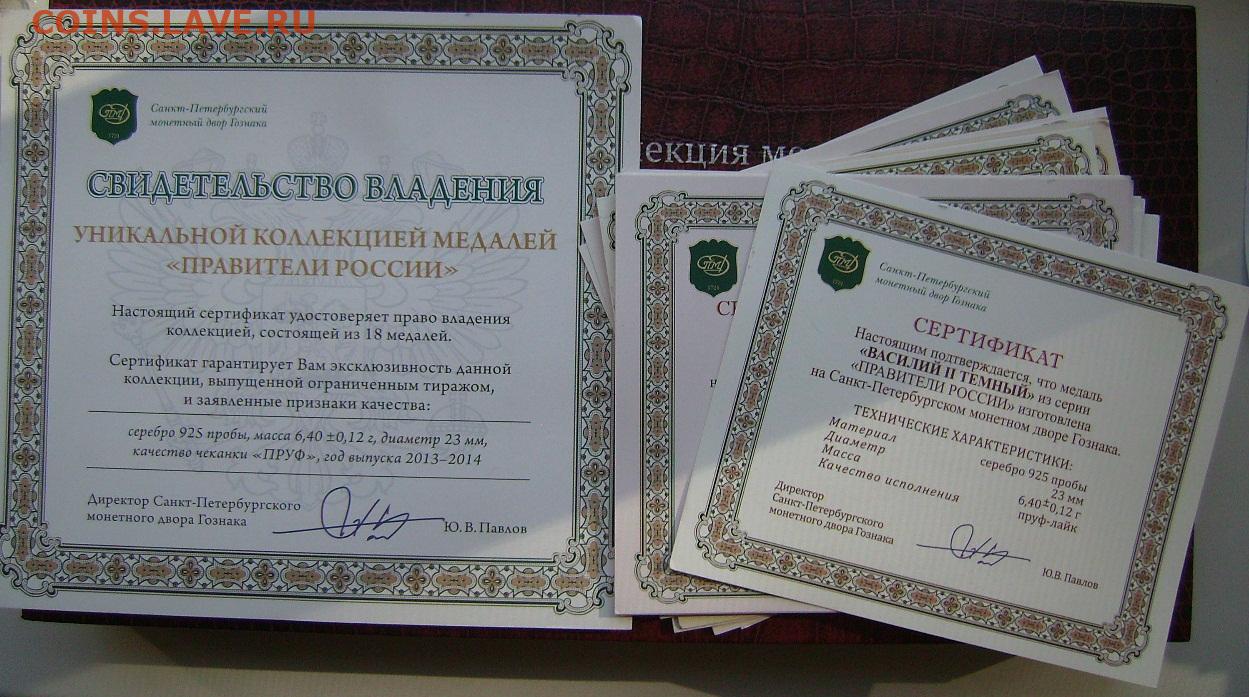 COINS.LAVE.RU
СПМД
1724
Санкт-Петербургский
монетный двор Гознака
СВИДЕТЕЛЬСТВО ВЛАДЕНИЯ
УНИКАЛЬНОЙ КОЛЛЕКЦИЕЙ МЕДАЛЕЙ
«ПРАВИТЕЛИ РОССИИ»
Настоящий сертификат удостоверяет право владения
коллекцией, состоящей из 18 медалей.
Сертификат гарантирует Вам эксклюзивность данной
коллекции, выпущенной ограниченным тиражом,
и заявленные признаки качества:
серебро 925 пробы, масса 6,40 ±0,12 г, диаметр 23 мм,
качество чеканки «ПРУФ», год выпуска 2013–2014
Директор Санкт-Петербургского
монетного двора Гознака
Ю. В. Павлов
екция м
Санкт-Петербургский
монетный двор Гознака
СЕРТИФИКАТ
Настоящим подтверждается, что медаль
«ВАСИЛИЙ II ТЕМНЫЙ» из серии
«ПРАВИТЕЛИ РОССИИ» изготовлена
на Санкт-Петербургском монетном дворе Гознака.
ТЕХНИЧЕСКИЕ ХАРАКТЕРИСТИКИ:
Материал серебро 925 пробы
Диаметр 23 мм
Масса 6,40±0,12 г
Качество исполнения пруф-лайк
Директор
Санкт-Петербургского
монетного двора Гознака
Ю.В. Павлов